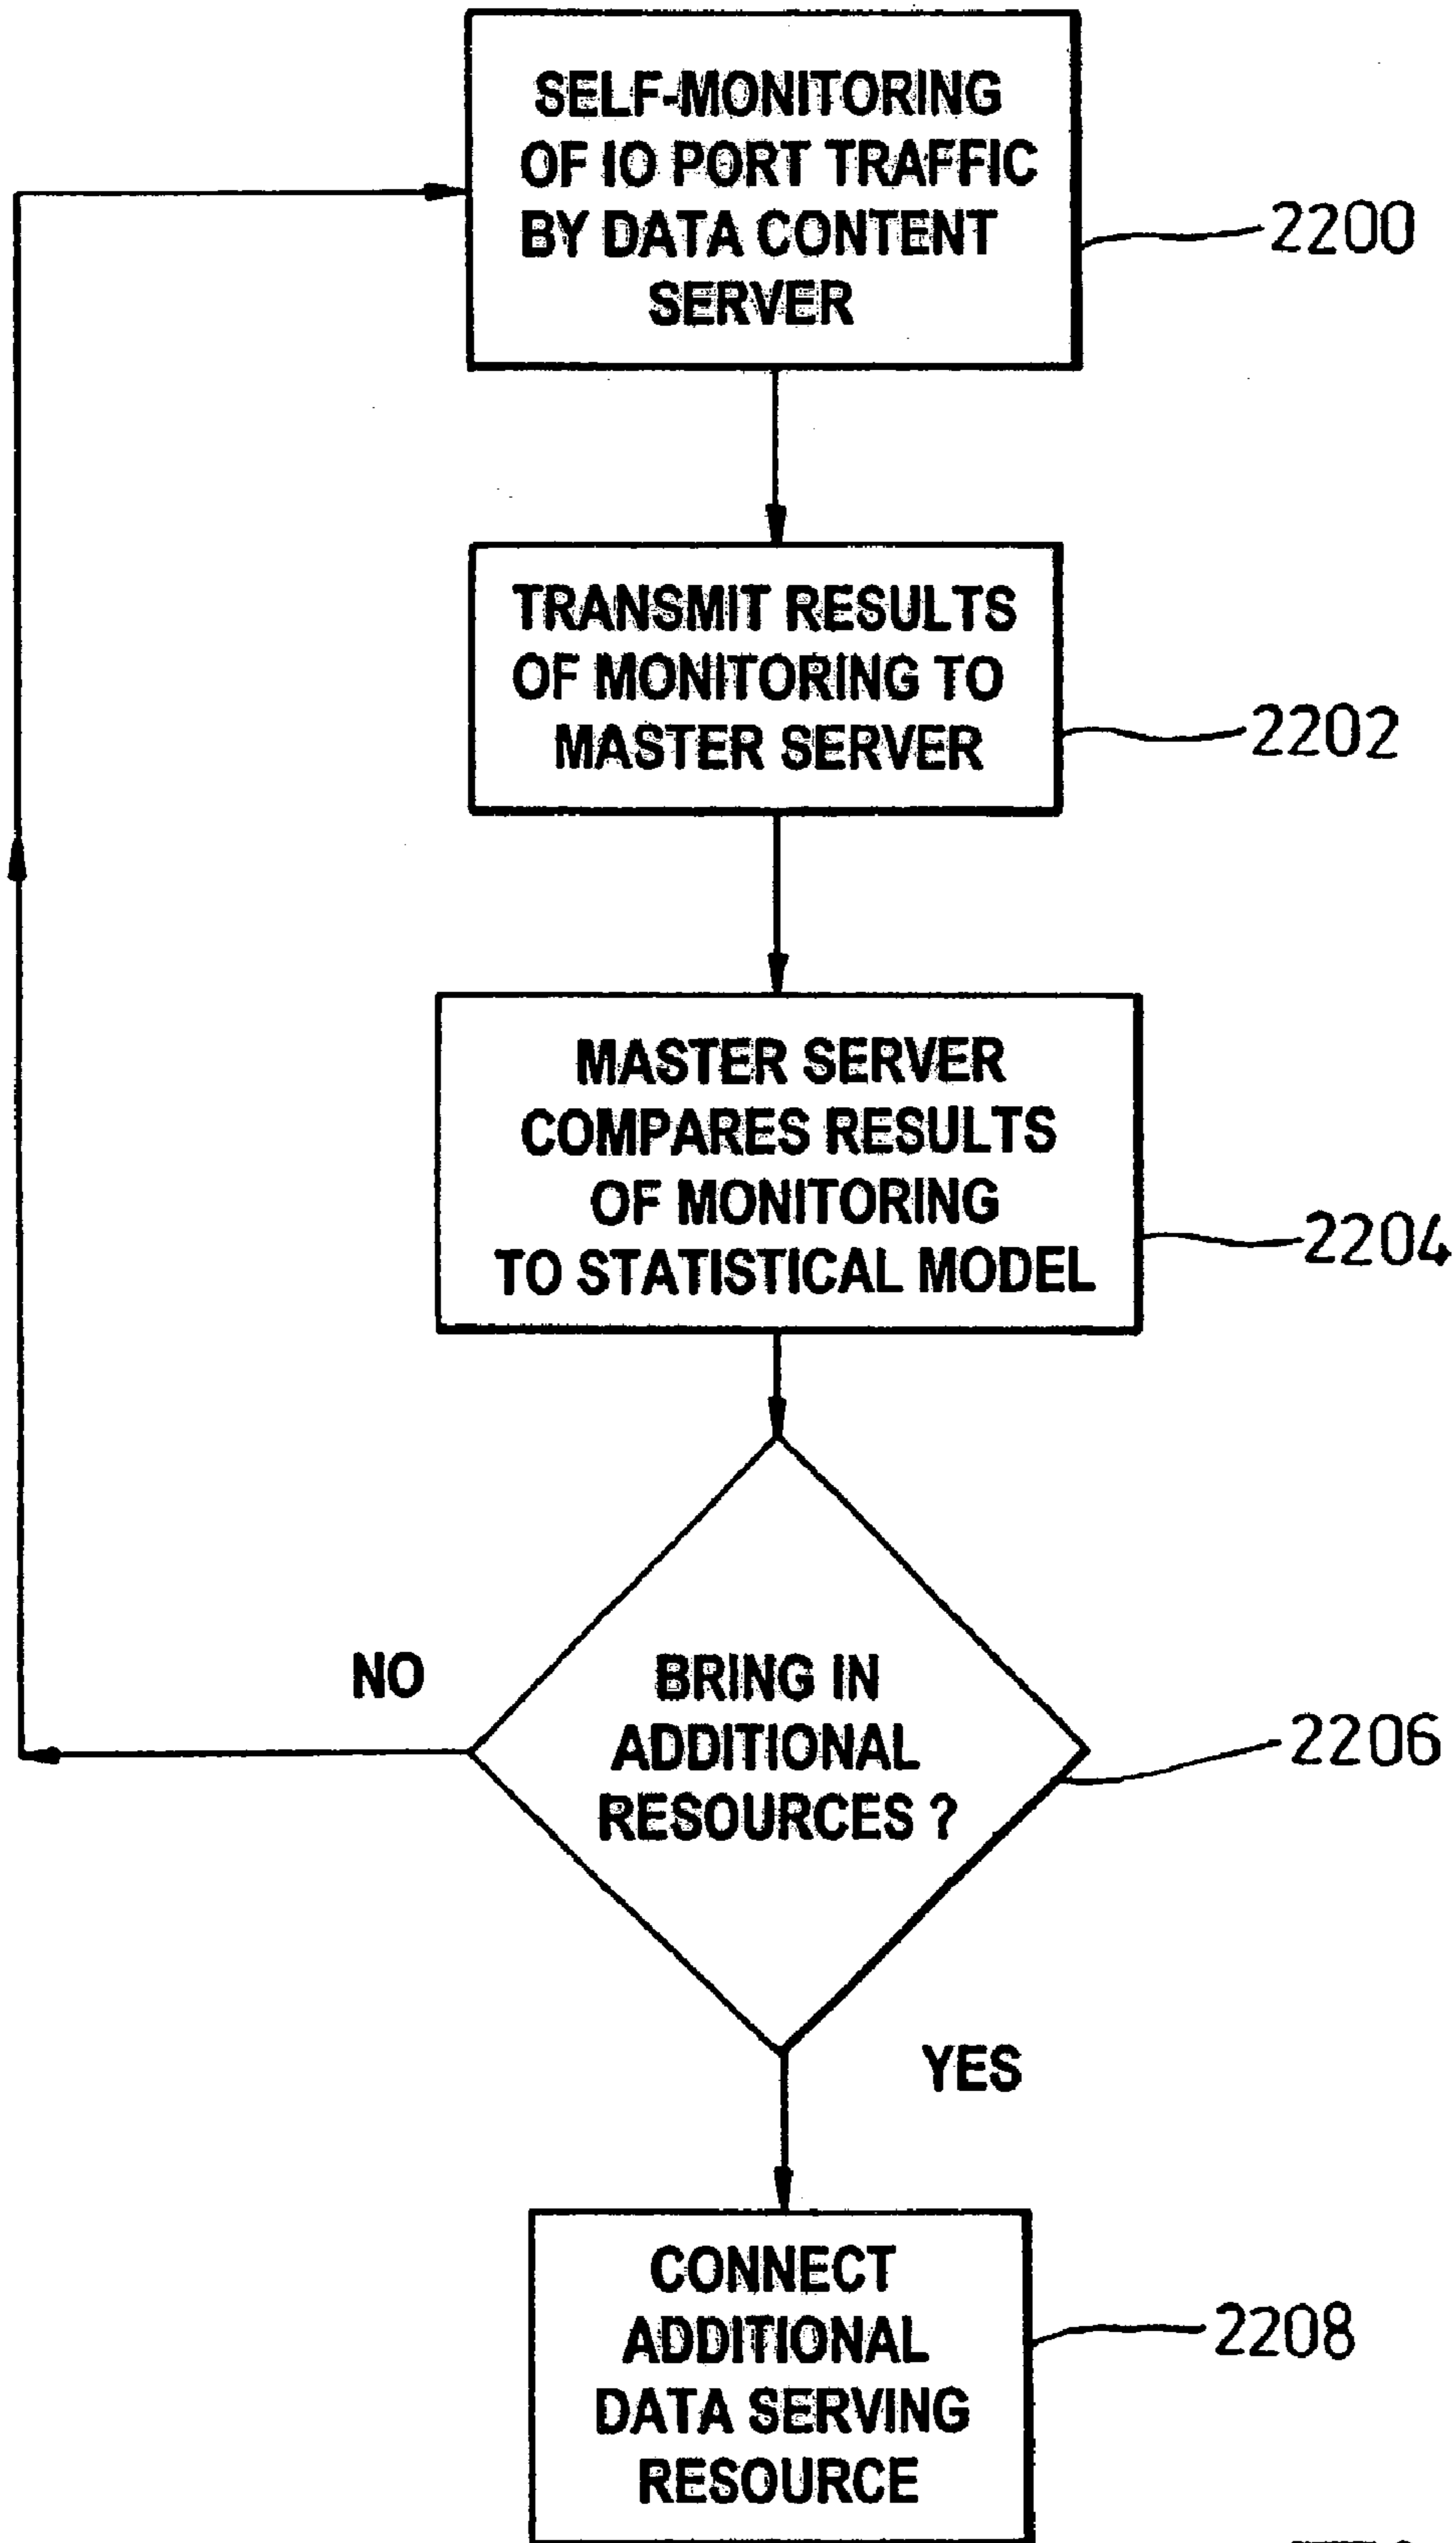 SELF-MONITORING
OF IO PORT TRAFFIC
BY DATA CONTENT
SERVER
2200
TRANSMIT RESULTS
OF MONITORING TO
MASTER SERVER
2202
MASTER SERVER
COMPARES RESULTS
OF MONITORING
TO STATISTICAL MODEL
2204
NO
BRING IN
ADDITIONAL
RESOURCES ?
2206
YES
CONNECT
ADDITIONAL
DATA SERVING
RESOURCE
2208